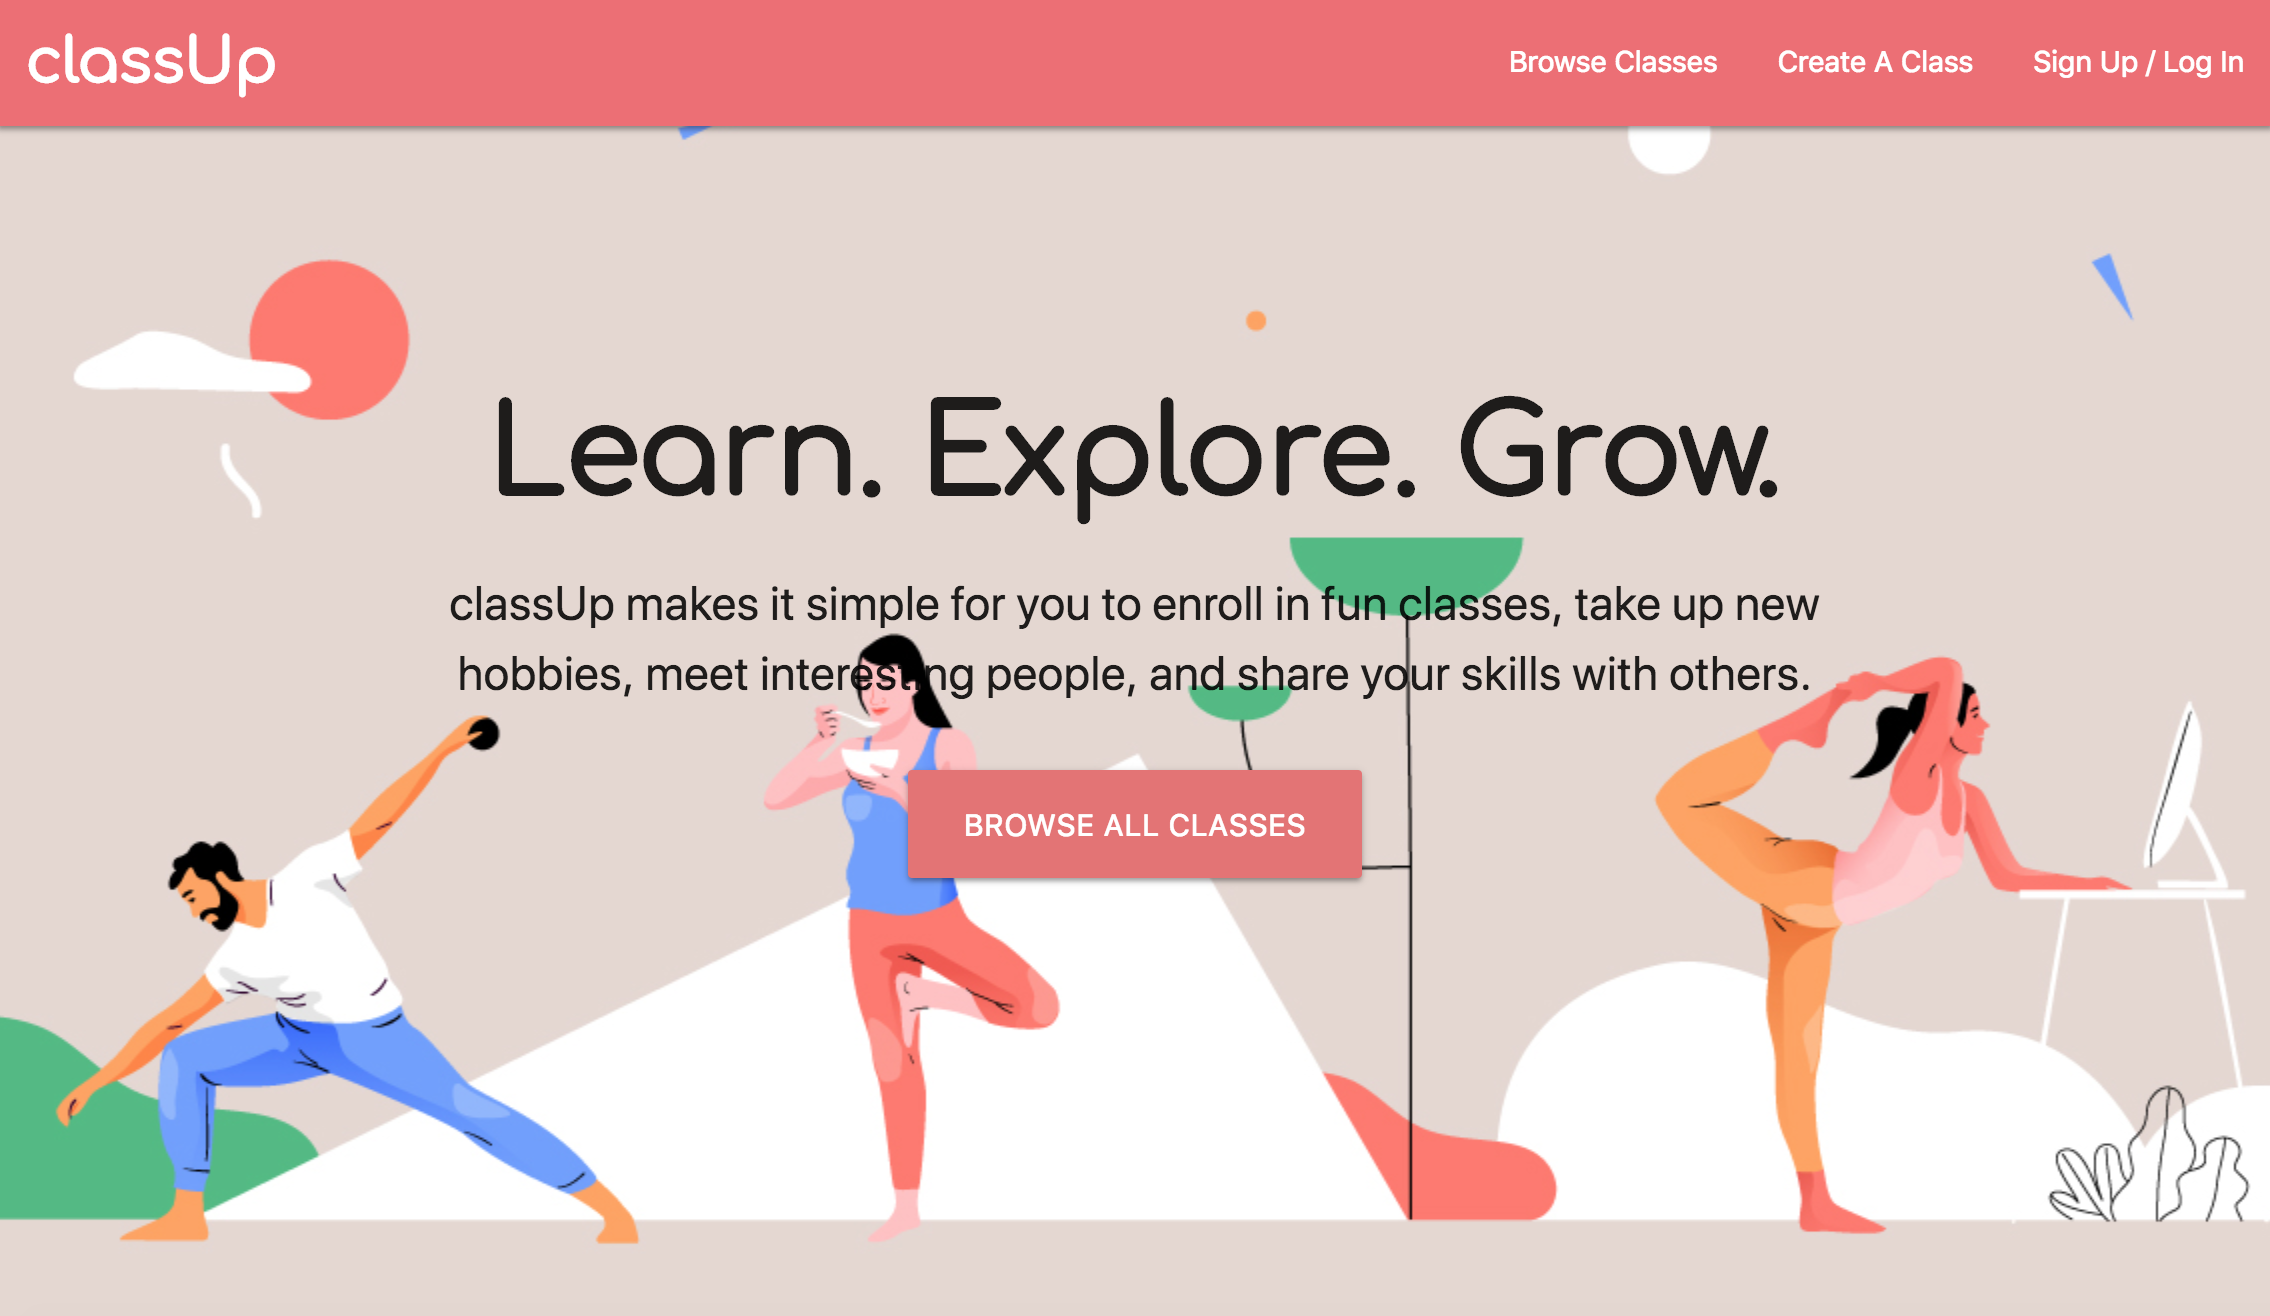 classUp
Browse Classes
Create A Class
Sign Up / Log In
Learn. Explore. Grow.
classUp makes it simple for you to enroll in fun classes, take up new
hobbies, meet interesting people, and share your skills with others.
BROWSE ALL CLASSES